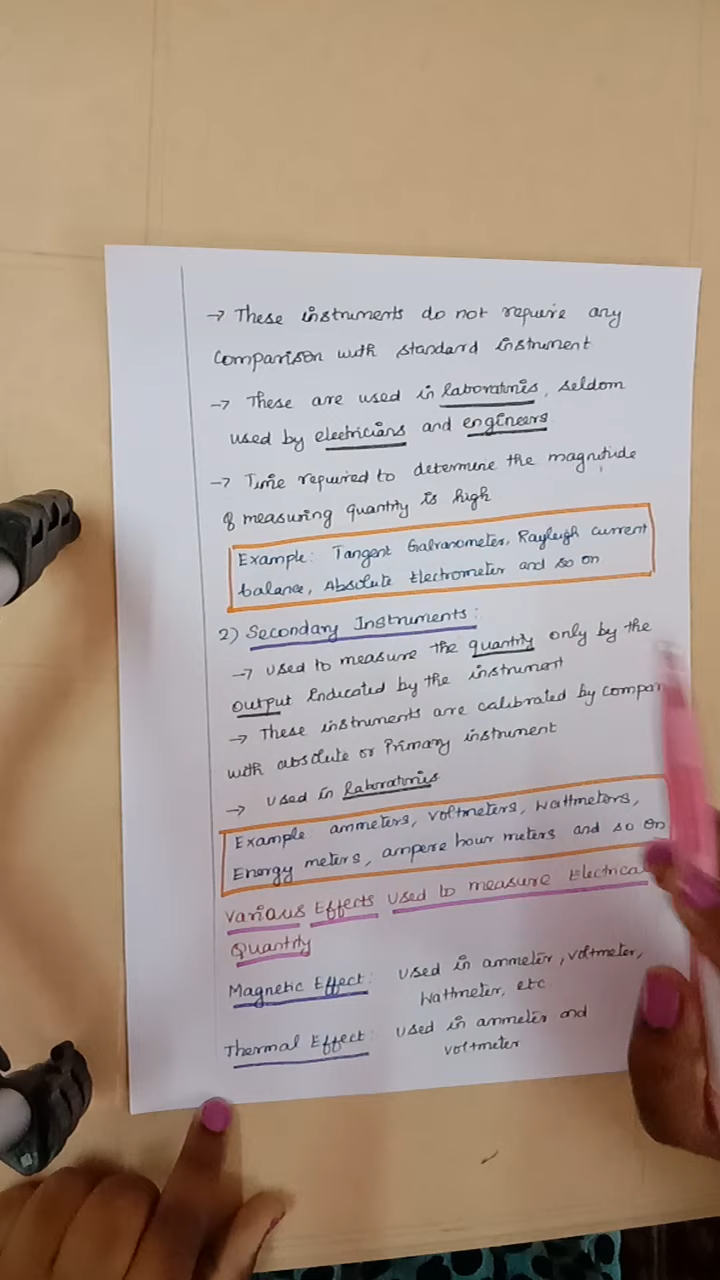 → These instruments do not require any
comparison with standard instrument
→ These are used in laboratories, seldom
used by electricians and engineers
→ Time required to determine the magnitude
of measuring quantity is high
Example: Tangent Galvanometer, Rayleigh current
balance, Absolute Electrometer and so on
2) Secondary Instruments:
→ used to measure the quantity only by the
output indicated by the instrument
→ These instruments are calibrated by compar
with absolute or Primary instrument
→ used in laboratories
Example: ammeters, voltmeters, wattmeters,
Energy meters, ampere hour meters and so on
Various Effects Used to measure Electrical
Quantity
Magnetic Effect: Used in ammeter, voltmeter,
wattmeter, etc
Thermal Effect: Used in ammeter and
voltmeter